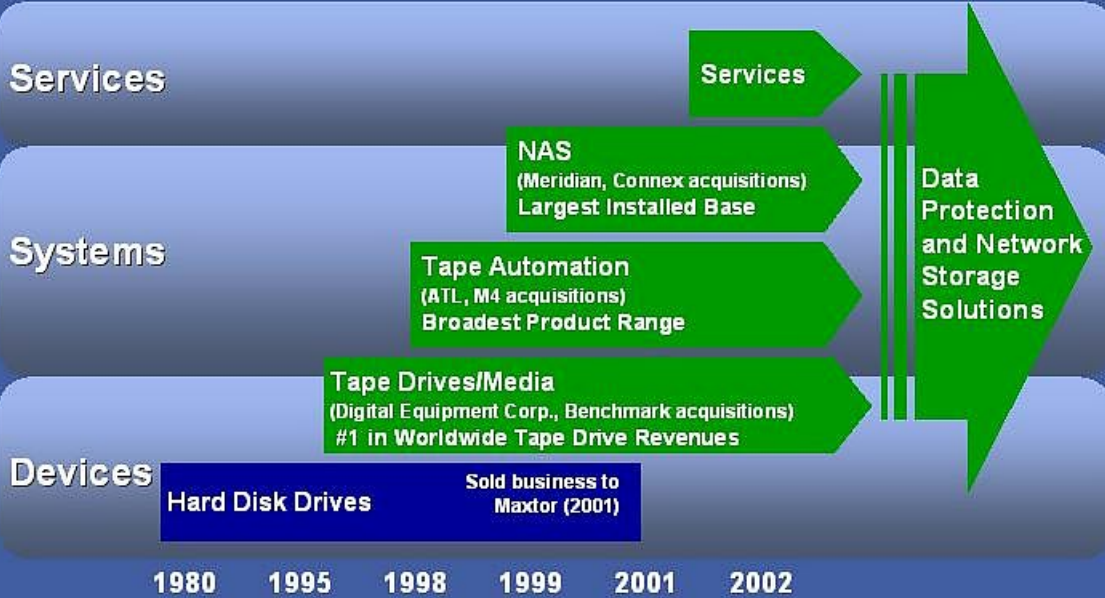 Services
Services
NAS
(Meridian, Connex acquisitions)
Largest Installed Base
Systems
Tape Automation
(ATL, M4 acquisitions)
Broadest Product Range
Data
Protection
and Network
Storage
Solutions
Tape Drives/Media
(Digital Equipment Corp., Benchmark acquisitions)
#1 in Worldwide Tape Drive Revenues
Devices
Hard Disk Drives
Sold business to
Maxtor (2001)
1980 1995 1998 1999 2001 2002